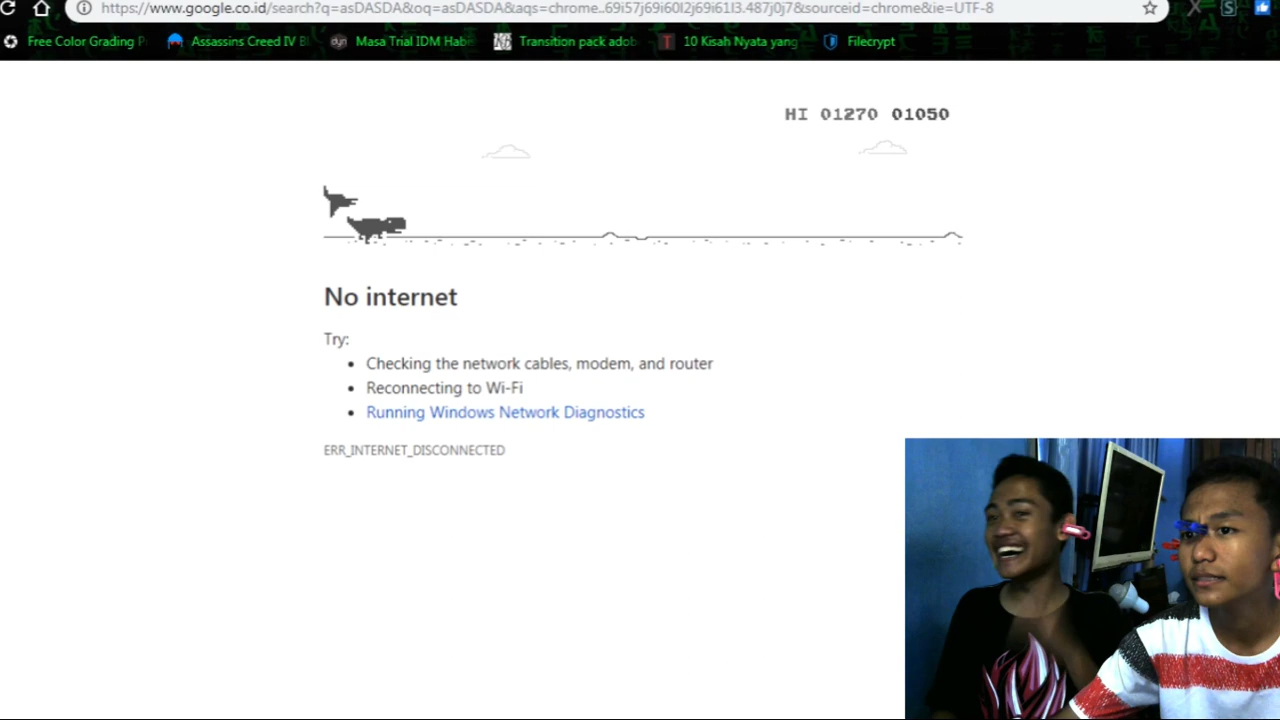 https://www.google.co.id/search?q=asDASDA&oq=asDASDA&aqs=chrome..69i57j69i60l2j69i61l3.487j0j7&sourceid=chrome&ie=UTF-8
Free Color Grading P Assassins Creed IV Bl Masa Trial IDM Hab Transition pack adob 10 Kisah Nyata yang Filecrypt
HI 01270 01050
No internet
Try:
• Checking the network cables, modem, and router
• Reconnecting to Wi-Fi
• Running Windows Network Diagnostics
ERR_INTERNET_DISCONNECTED